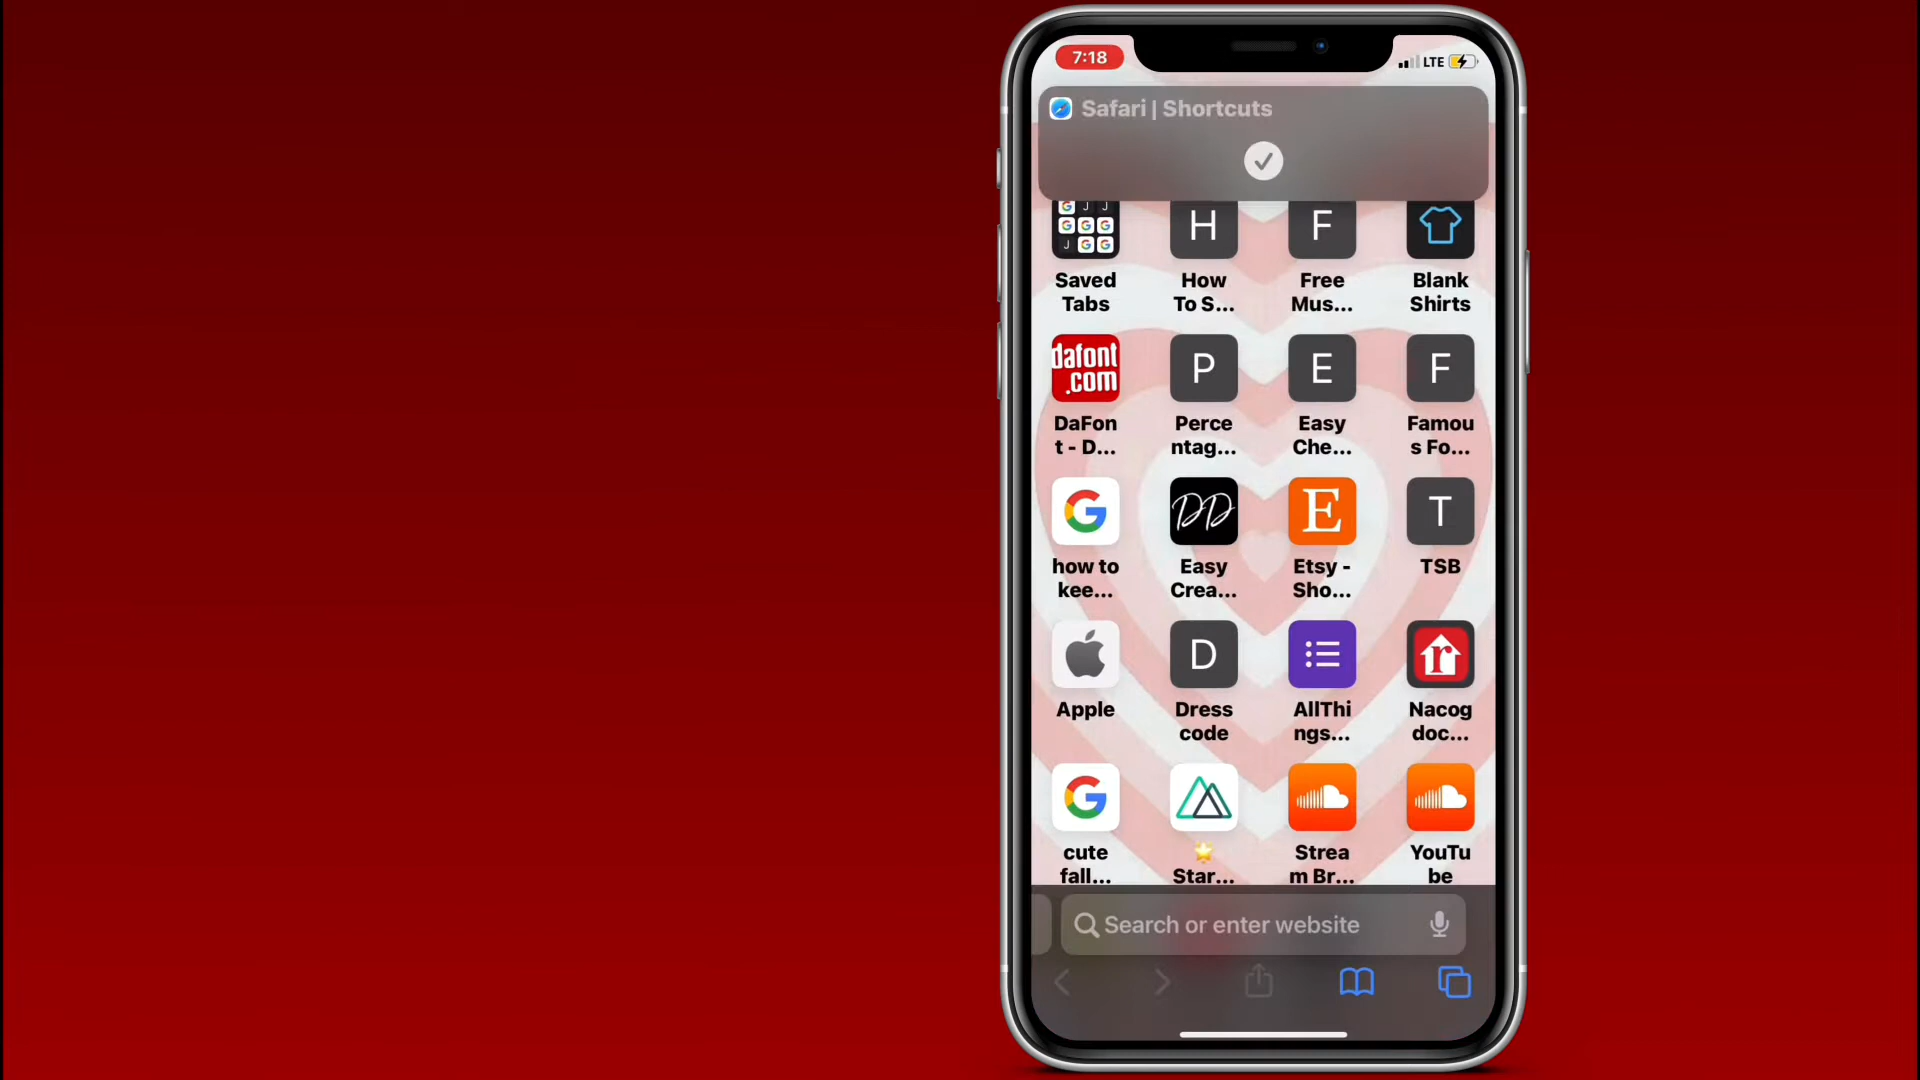 7:18
LTE
Safari | Shortcuts
G J J
G G G
J G G
H F
Saved How Free Blank
Tabs To S... Mus... Shirts
dafont
.com
P E F
DaFon Perce Easy Famou
t - D... ntag... Che... s Fo...
G DD E T
how to Easy Etsy - TSB
kee... Crea... Sho...
D r
Apple Dress AllThi Nacog
code ngs... doc...
G
cute Strea YouTu
fall... Star... m Br... be
Search or enter website